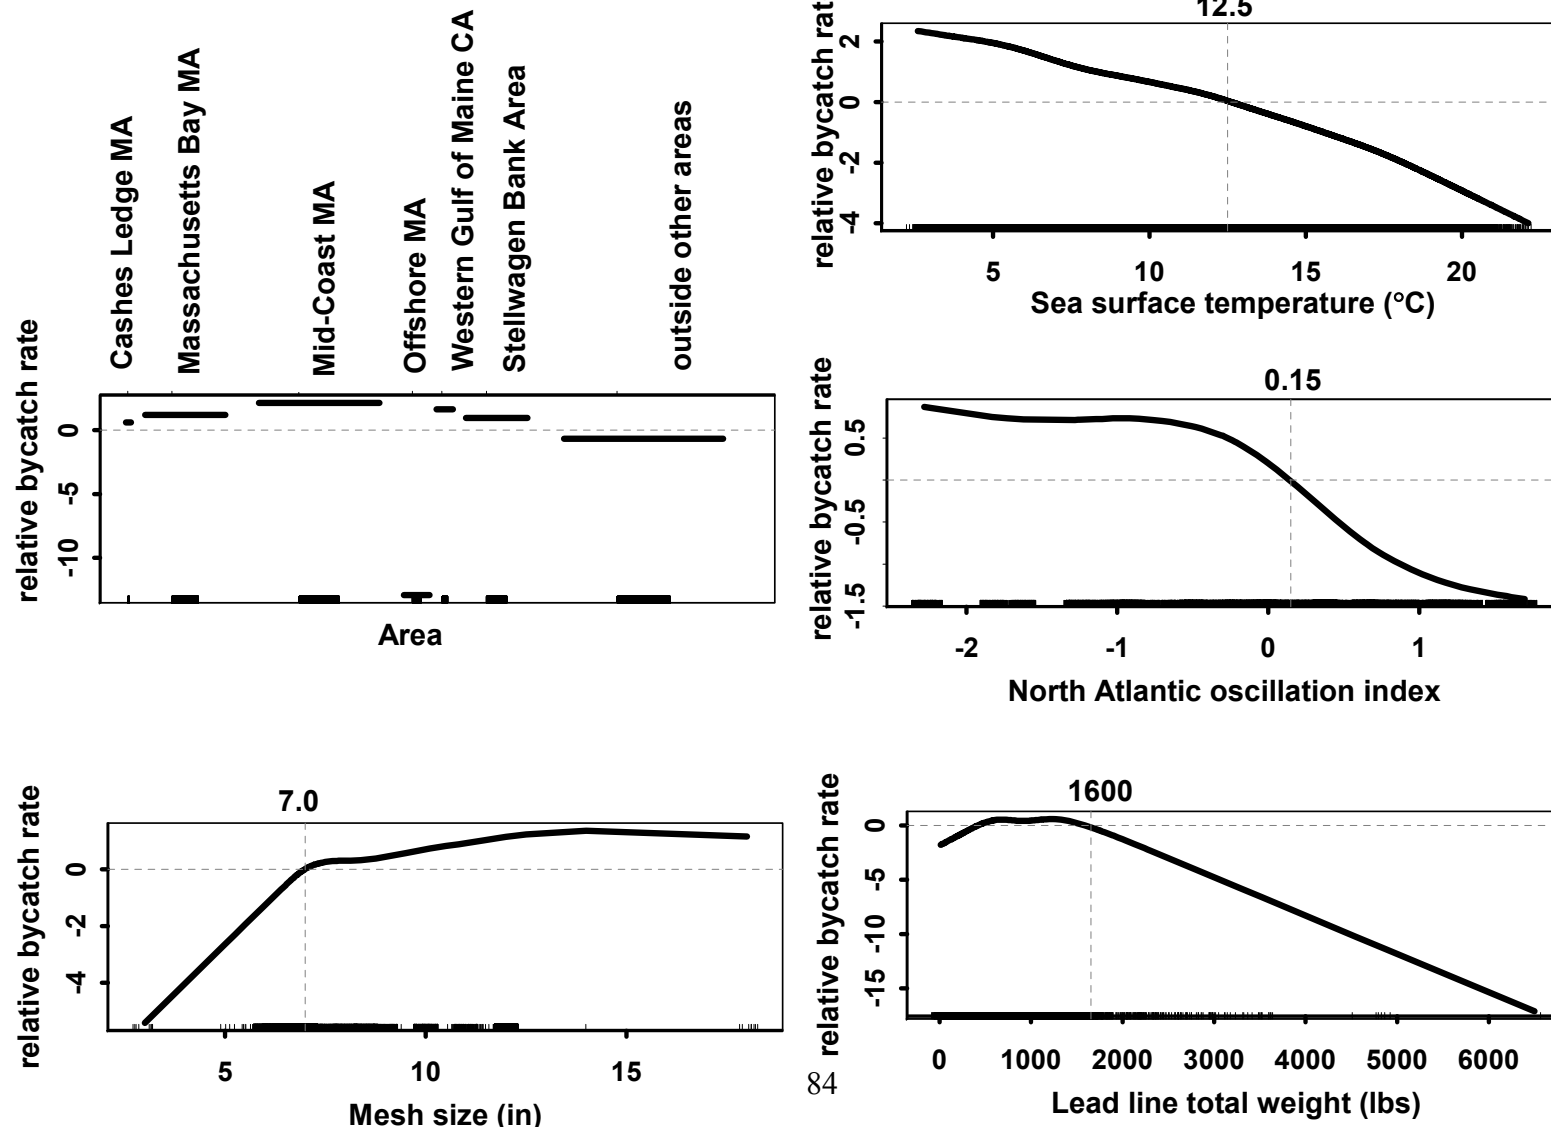 Cashes Ledge MA
Massachusetts Bay MA
Mid-Coast MA
Offshore MA
Western Gulf of Maine CA
Stellwagen Bank Area
outside other areas
relative bycatch rate
0
-5
-10
Area
12.5
relative bycatch rat
2
0
-2
-4
5 10 15 20
Sea surface temperature (°C)
0.15
relative bycatch rate
0.5
-0.5
-1.5
-2 -1 0 1
North Atlantic oscillation index
7.0
relative bycatch rate
0
-2
-4
5 10 15
Mesh size (in)
1600
relative bycatch rate
0
-5
-10
-15
0 1000 2000 3000 4000 5000 6000
Lead line total weight (lbs)
84